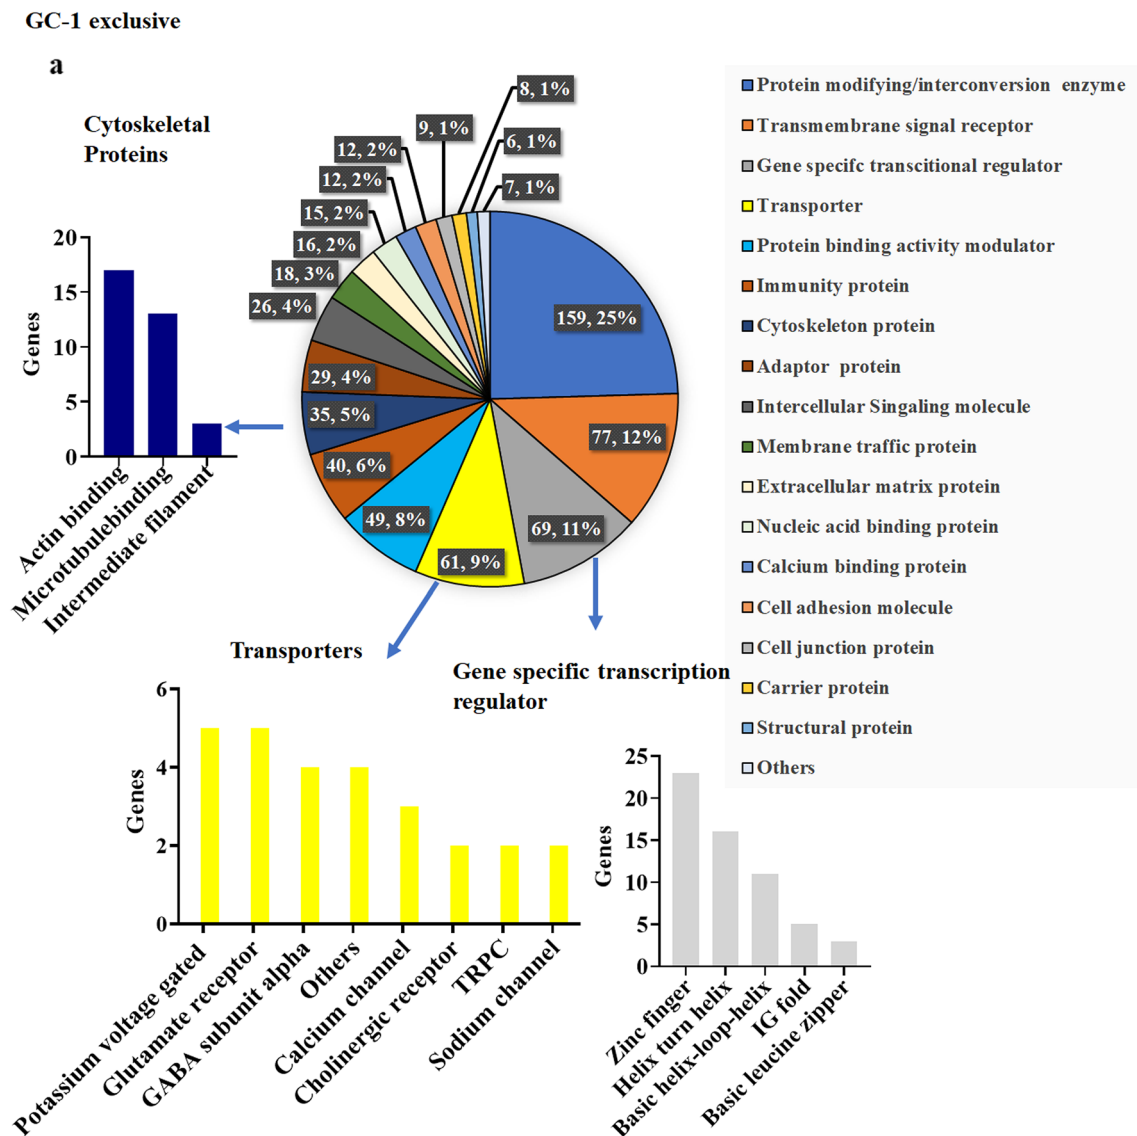 GC-1 exclusive
a
Cytoskeletal
Proteins
20
15
10
5
0
Genes
Actin binding
Microtubulebinding
Intermediate filament
8, 1%
9, 1%
6, 1%
12, 2%
12, 2%
7, 1%
15, 2%
16, 2%
18, 3%
26, 4%
159, 25%
29, 4%
35, 5%
77, 12%
40, 6%
49, 8%
69, 11%
61, 9%
Protein modifying/interconversion enzyme
Transmembrane signal receptor
Gene specifc transcitional regulator
Transporter
Protein binding activity modulator
Immunity protein
Cytoskeleton protein
Adaptor protein
Intercellular Singaling molecule
Membrane traffic protein
Extracellular matrix protein
Nucleic acid binding protein
Calcium binding protein
Cell adhesion molecule
Cell junction protein
Carrier protein
Structural protein
Others
Transporters
6
4
2
0
Genes
Potassium voltage gated
Glutamate receptor
GABA subunit alpha
Others
Calcium channel
Cholinergic receptor
TRPC
Sodium channel
Gene specific transcription
regulator
25
20
15
10
5
0
Genes
Zinc finger
Helix turn helix
Basic helix-loop-helix
IG fold
Basic leucine zipper